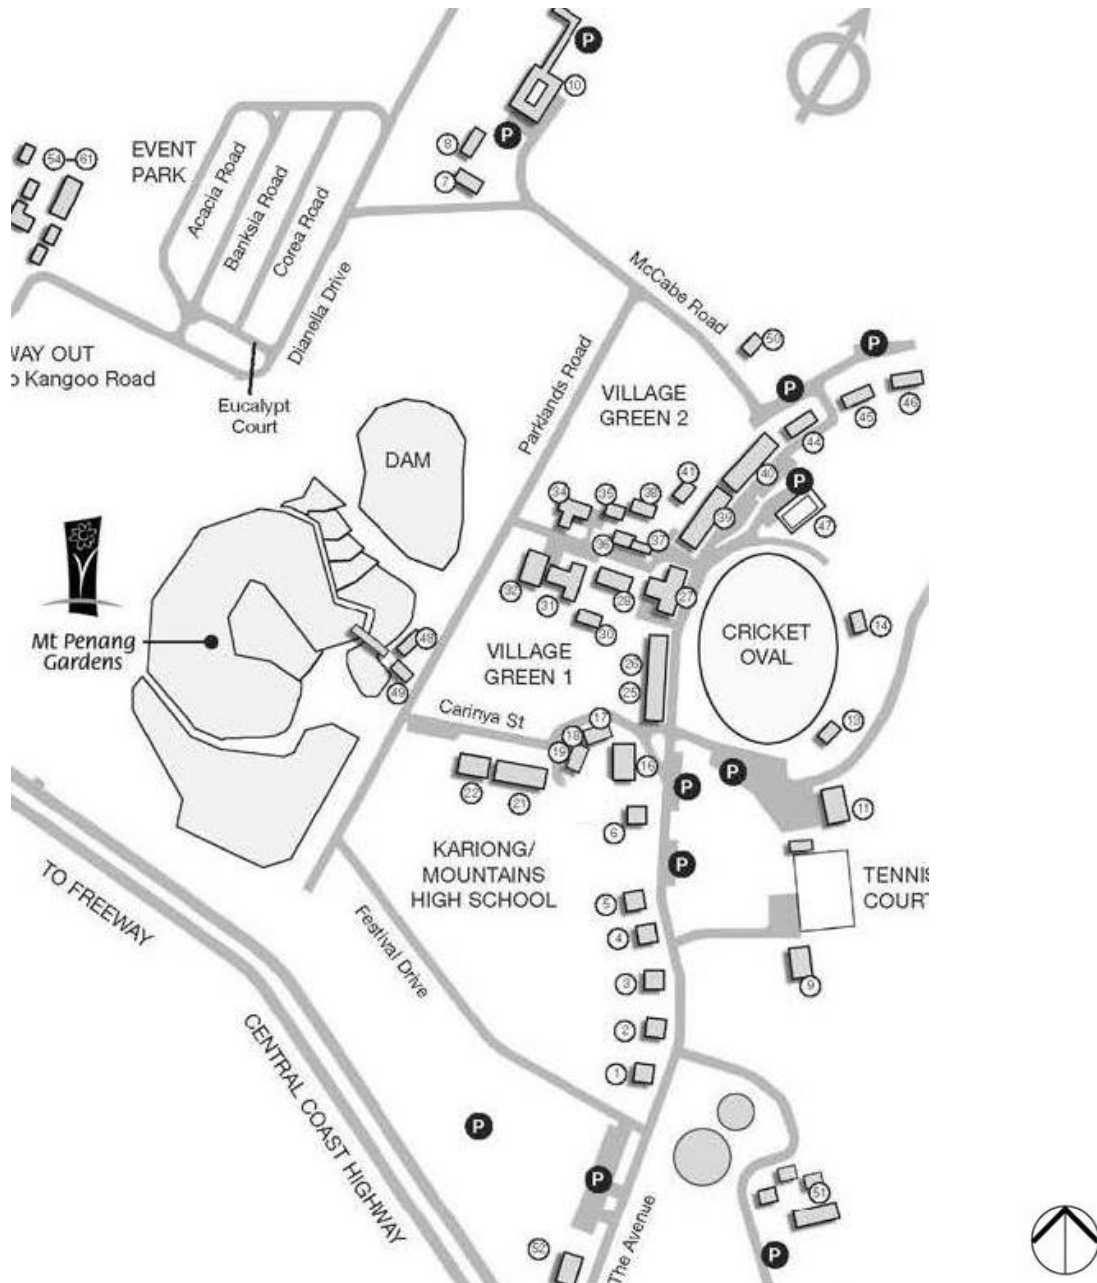 P
10
P
8
7
54
61
EVENT
PARK
Acacia Road
Banksia Road
Corea Road
Dianella Drive
McCabe Road
WAY OUT
o Kangoo Road
Eucalypt
Court
50
P
P
46
45
44
VILLAGE
GREEN 2
Parklands Road
DAM
40
P
47
41
39
34
35
38
36
37
32
31
28
27
30
CRICKET
OVAL
14
13
Mt Penang
Gardens
48
49
VILLAGE
GREEN 1
26
25
Carinya St
17
18
19
16
22
21
P
P
11
6
P
KARIONG/
MOUNTAINS
HIGH SCHOOL
TENNIS
COURT
5
4
3
2
1
9
TO FREEWAY
Festival Drive
CENTRAL COAST HIGHWAY
P
P
The Avenue
51
52
P